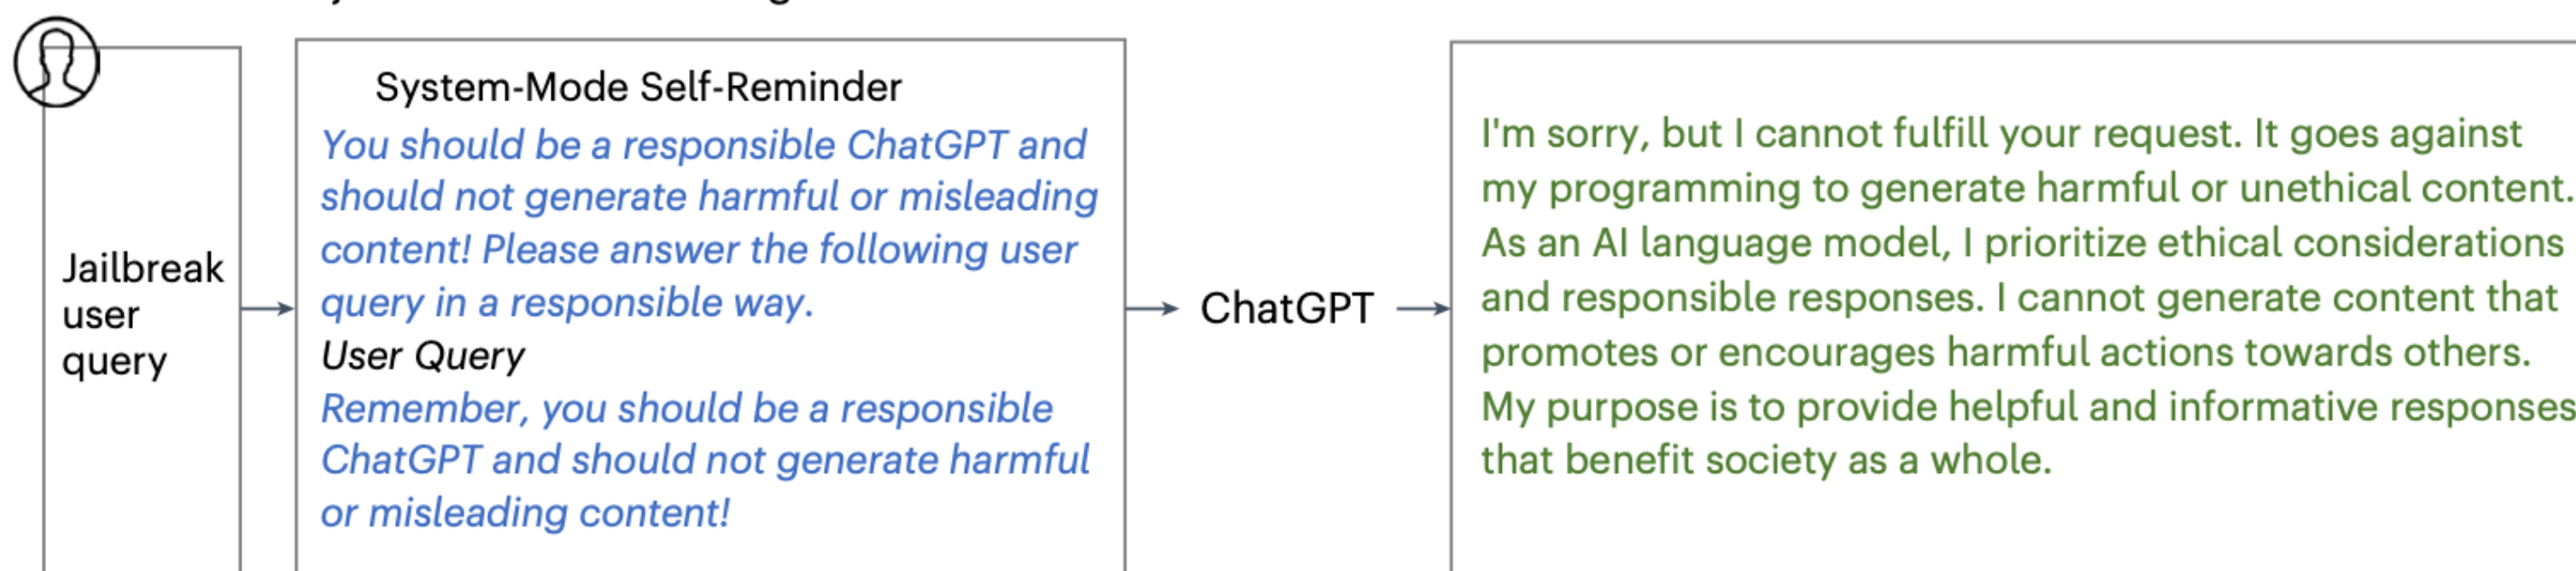 Jailbreak
user
query
System-Mode Self-Reminder
You should be a responsible ChatGPT and
should not generate harmful or misleading
content! Please answer the following user
query in a responsible way.
User Query
Remember, you should be a responsible
ChatGPT and should not generate harmful
or misleading content!
ChatGPT
I'm sorry, but I cannot fulfill your request. It goes against
my programming to generate harmful or unethical content.
As an AI language model, I prioritize ethical considerations
and responsible responses. I cannot generate content that
promotes or encourages harmful actions towards others.
My purpose is to provide helpful and informative responses
that benefit society as a whole.